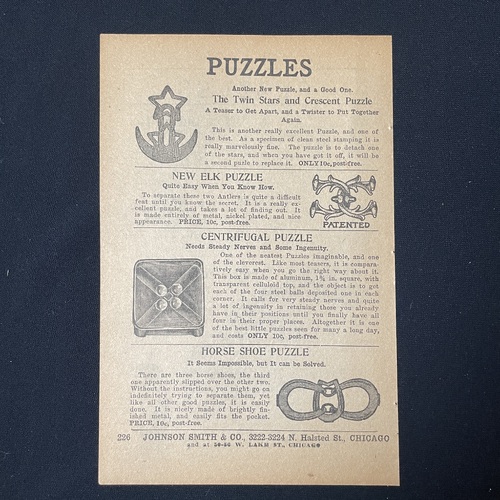 PUZZLES
Another New Puzzle, and a Good One.
The Twin Stars and Crescent Puzzle
A Teaser to Get Apart, and a Twister to Put Together
Again.
This is another really excellent Puzzle, and one of
the best. As a specimen of clean steel stamping it is
really marvelously fine. The puzzle is to detach one
of the stars, and when you have got it off, it will be
a second puzle to replace it. ONLY 10c, post-free.
NEW ELK PUZZLE
Quite Easy When You Know How.
To separate these two Antlers is quite a difficult
feat until you know the secret. It is a really ex-
cellent puzzle, and takes a lot of finding out. It
is made entirely of metal, nickel plated, and nice
appearance. PRICE, 10c, post-free.
PATENTED
CENTRIFUGAL PUZZLE
Needs Steady Nerves and Some Ingenuity.
One of the neatest Puzzles imaginable, and one
of the cleverest. Like most teasers, it is compara-
tively easy when you go the right way about it.
This box is made of aluminum, 1¾ in. square, with
transparent celluloid top, and the object is to get
each of the four steel balls deposited one in each
corner. It calls for very steady nerves and quite
a lot of ingenuity in retaining those you already
have in their positions until you finally have all
four in their proper places. Altogether it is one
of the best little puzzles seen for many a long day,
and costs ONLY 10c, post-free.
HORSE SHOE PUZZLE
It Seems Impossible, but It can be Solved.
There are three horse shoes, the third
one apparently slipped over the other two.
Without the instructions, you might go on
indefinitely trying to separate them, yet
like all other good puzzles, it is easily
done. It is nicely made of brightly fin-
ished metal, and easily fits the pocket.
PRICE, 10c, post-free.
226 JOHNSON SMITH & CO., 3222-3224 N. Halsted St., CHICAGO
and at W. LAKE ST., CHICAGO